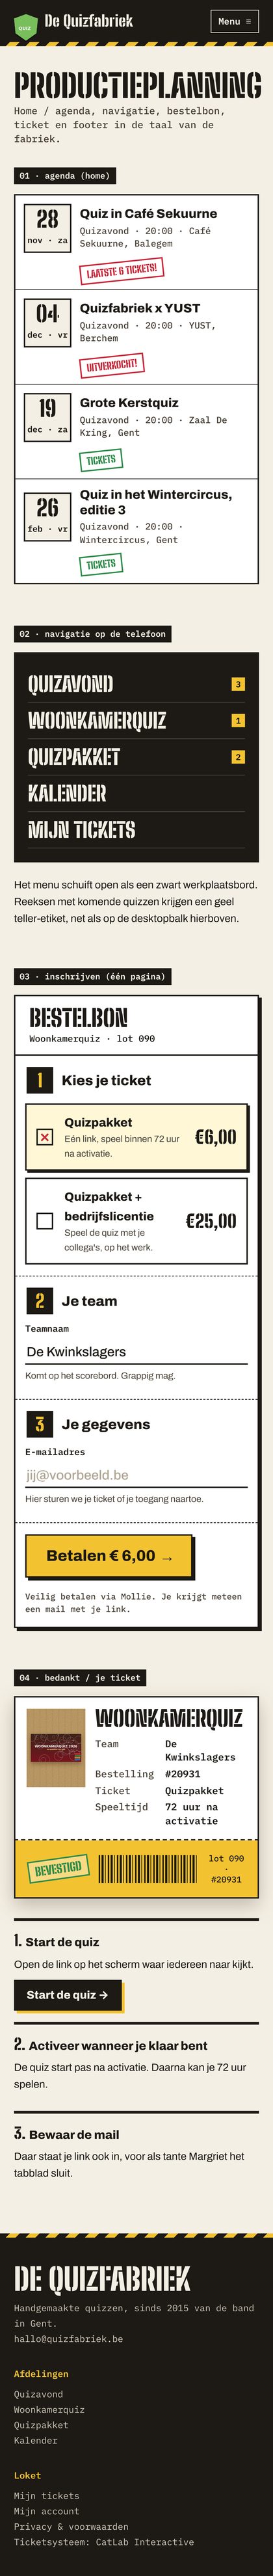 QUIZ
De Quizfabriek
Menu ≡
PRODUCTIEPLANNING
Home / agenda, navigatie, bestelbon,
ticket en footer in de taal van de
fabriek.
01 · agenda (home)
28
nov · za
Quiz in Café Sekuurne
Quizavond · 20:00 · Café
Sekuurne, Balegem
LAATSTE 6 TICKETS!
04
dec · vr
Quizfabriek x YUST
Quizavond · 20:00 · YUST,
Berchem
UITVERKOCHT!
19
dec · za
Grote Kerstquiz
Quizavond · 20:00 · Zaal De
Kring, Gent
TICKETS
26
feb · vr
Quiz in het Wintercircus,
editie 3
Quizavond · 20:00 ·
Wintercircus, Gent
TICKETS
02 · navigatie op de telefoon
QUIZAVOND
3
WOONKAMERQUIZ
1
QUIZPAKKET
2
KALENDER
MIJN TICKETS
Het menu schuift open als een zwart werkplaatsbord.
Reeksen met komende quizzen krijgen een geel
teller-etiket, net als op de desktopbalk hierboven.
03 · inschrijven (één pagina)
BESTELBON
Woonkamerquiz · lot 090
1 Kies je ticket
Quizpakket
Eén link, speel binnen 72 uur
na activatie.
€6,00
Quizpakket +
bedrijfslicentie
Speel de quiz met je
collega's, op het werk.
€25,00
2 Je team
Teamnaam
De Kwinkslagers
Komt op het scorebord. Grappig mag.
3 Je gegevens
E-mailadres
jij@voorbeeld.be
Hier sturen we je ticket of je toegang naartoe.
Betalen € 6,00 →
Veilig betalen via Mollie. Je krijgt meteen
een mail met je link.
04 · bedankt / je ticket
WOONKAMERQUIZ
WOONKAMERQUIZ
Team De
Kwinkslagers
Bestelling #20931
Ticket Quizpakket
Speeltijd 72 uur na
activatie
BEVESTIGD
lot 090
·
#20931
1. Start de quiz
Open de link op het scherm waar iedereen naar kijkt.
Start de quiz →
2. Activeer wanneer je klaar bent
De quiz start pas na activatie. Daarna kan je 72 uur
spelen.
3. Bewaar de mail
Daar staat je link ook in, voor als tante Margriet het
tabblad sluit.
DE QUIZFABRIEK
Handgemaakte quizzen, sinds 2015 van de band
in Gent.
hallo@quizfabriek.be
Afdelingen
Quizavond
Woonkamerquiz
Quizpakket
Kalender
Loket
Mijn tickets
Mijn account
Privacy & voorwaarden
Ticketsysteem: CatLab Interactive